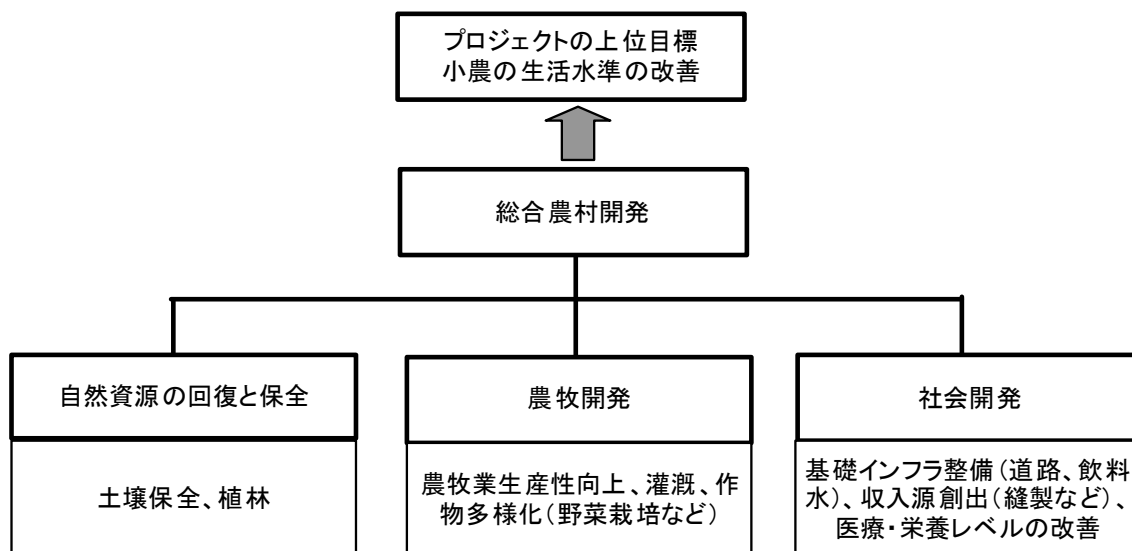 プロジェクトの上位目標
小農の生活水準の改善
総合農村開発
自然資源の回復と保全
農牧開発
社会開発
土壌保全、植林
農牧業生産性向上、灌漑、作
物多様化（野菜栽培など）
基礎インフラ整備（道路、飲料
水）、収入源創出（縫製など）、
医療・栄養レベルの改善